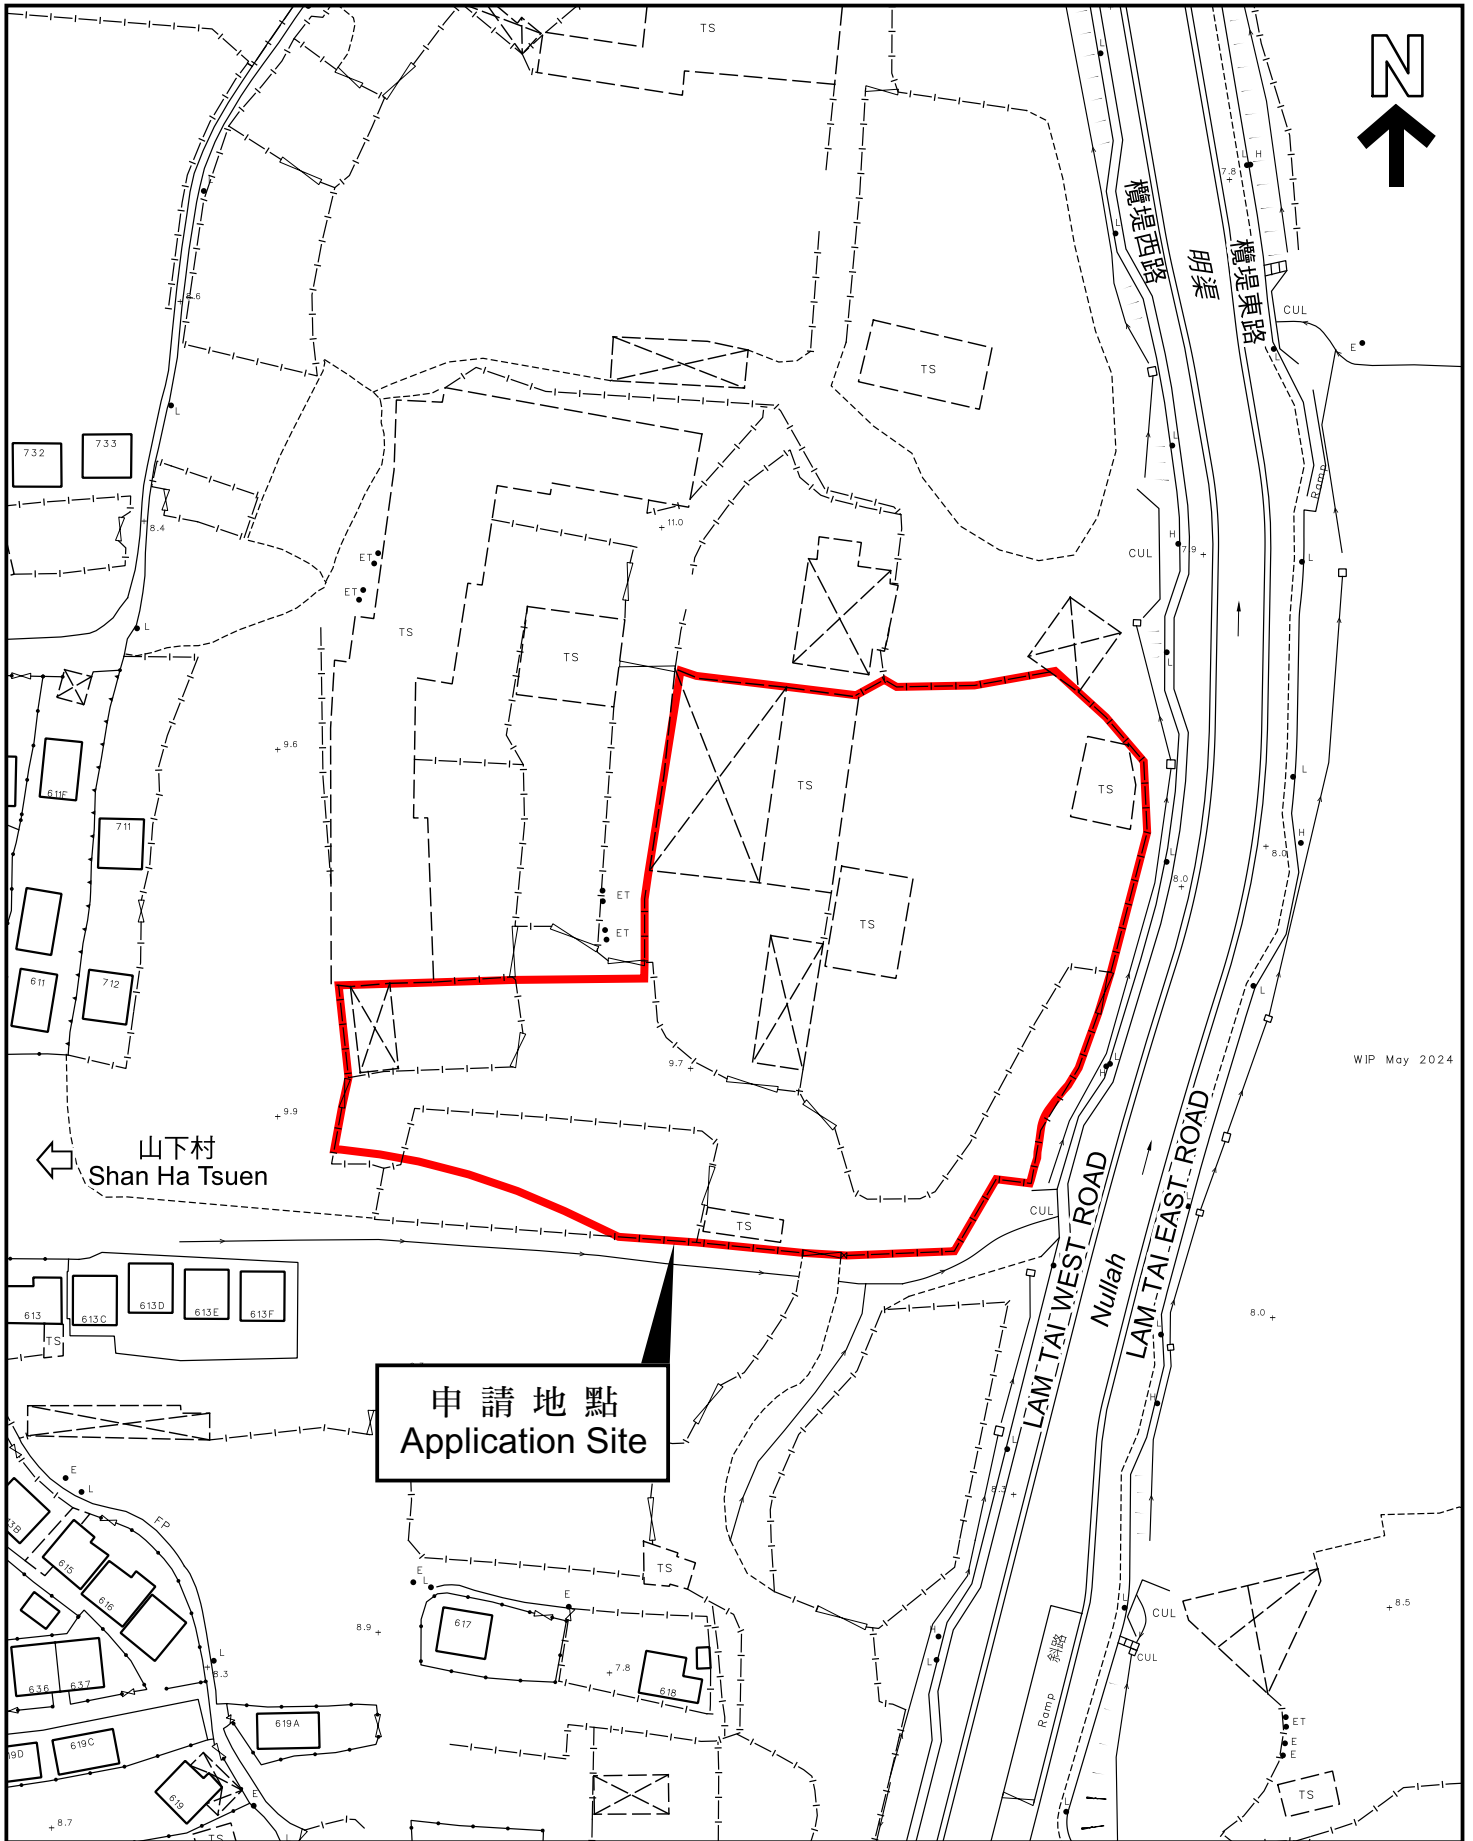 TS
N
L
L H
7.8
欖堤西路
明渠
欖堤東路
L
8.6
CUL
E
L
TS
L
L
732
733
Ramp
8.4
11.0
H
7.9
CUL
ET
ET
L
L
TS
TS
L
9.6
611F
TS
TS
L
711
H
8.0
L
8.0
ET
TS
ET
611
712
L
9.7
L
H
WIP May 2024
9.9
山下村
Shan Ha Tsuen
CUL
TS
LAM TAI WEST ROAD
Nullah
LAM TAI EAST ROAD
L
613
613C
613D
613E
613F
TS
8.0
L
申請地點
Application Site
H
L
E
L
8.3
FP
615
616
TS
E
L
E
617
8.9
7.8
618
H
L
L
CUL
CUL
8.5
斜路
Ramp
L
8.3
636
637
619A
619C
19D
619
E
ET
E
E
TS
L
8.7
TS
L